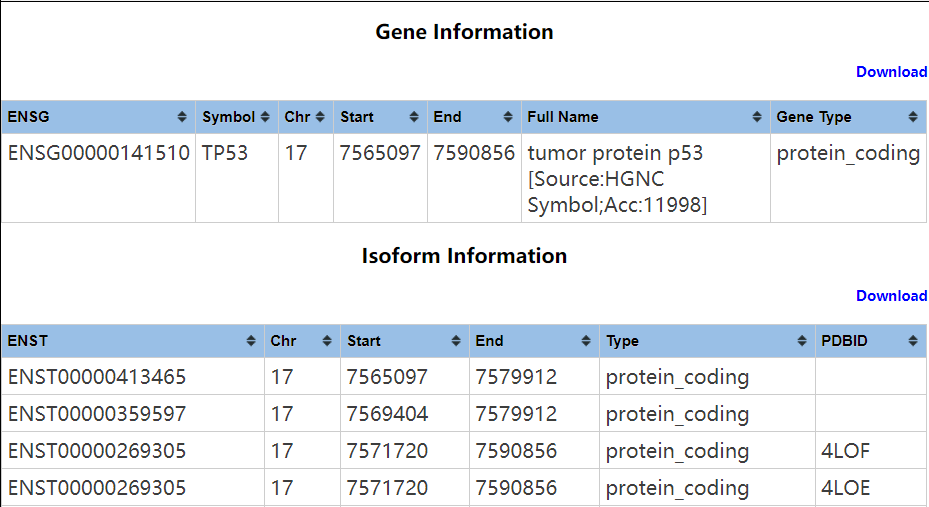 Gene Information
Download
ENSG Symbol Chr Start End Full Name Gene Type
ENSG00000141510 TP53 17 7565097 7590856 tumor protein p53 protein_coding
[Source:HGNC
Symbol;Acc:11998]
Isoform Information
Download
ENST Chr Start End Type PDBID
ENST00000413465 17 7565097 7579912 protein_coding
ENST00000359597 17 7569404 7579912 protein_coding
ENST00000269305 17 7571720 7590856 protein_coding 4LOF
ENST00000269305 17 7571720 7590856 protein_coding 4LOE